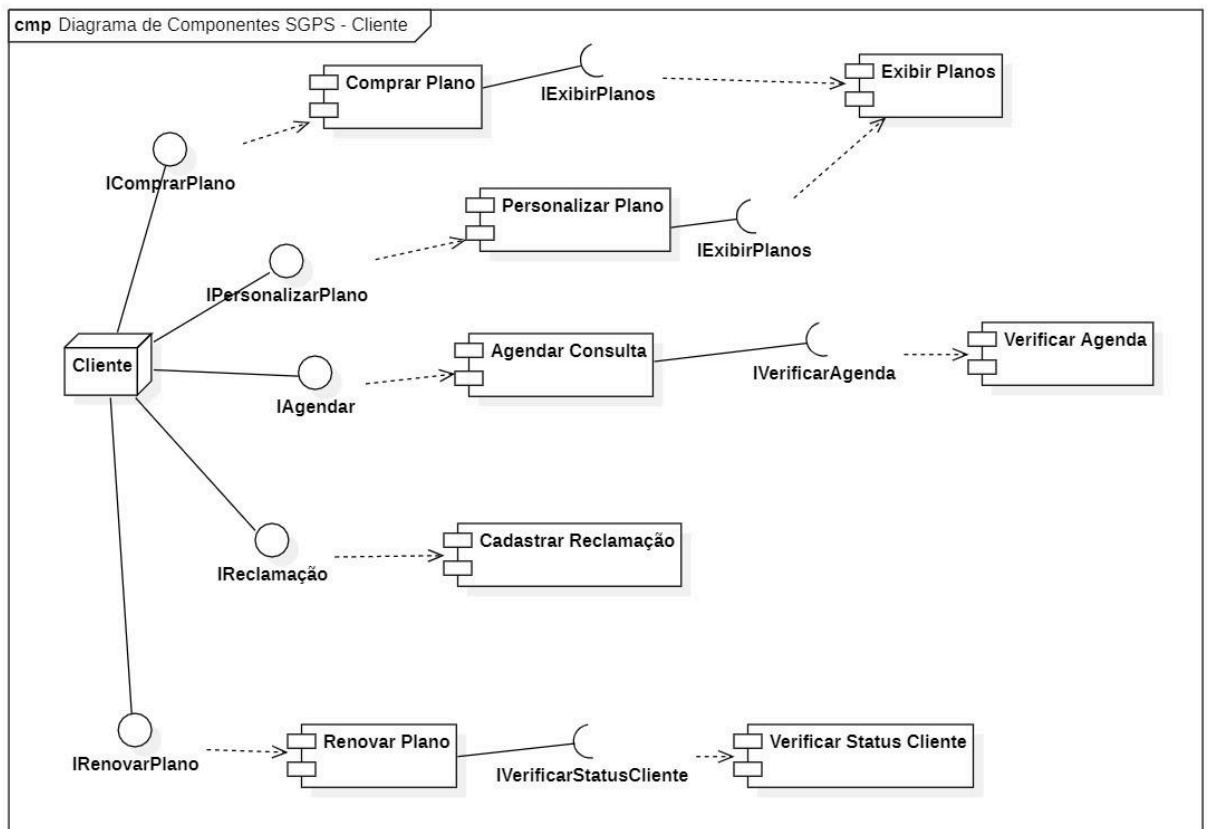 cmp Diagrama de Componentes SGPS - Cliente
Comprar Plano
IExibirPlanos
Exibir Planos
IComprarPlano
Personalizar Plano
IExibirPlanos
IPersonalizarPlano
Cliente
Agendar Consulta
IVerificarAgenda
Verificar Agenda
IAgendar
Cadastrar Reclamação
IReclamação
Renovar Plano
IVerificarStatusCliente
Verificar Status Cliente
IRenovarPlano